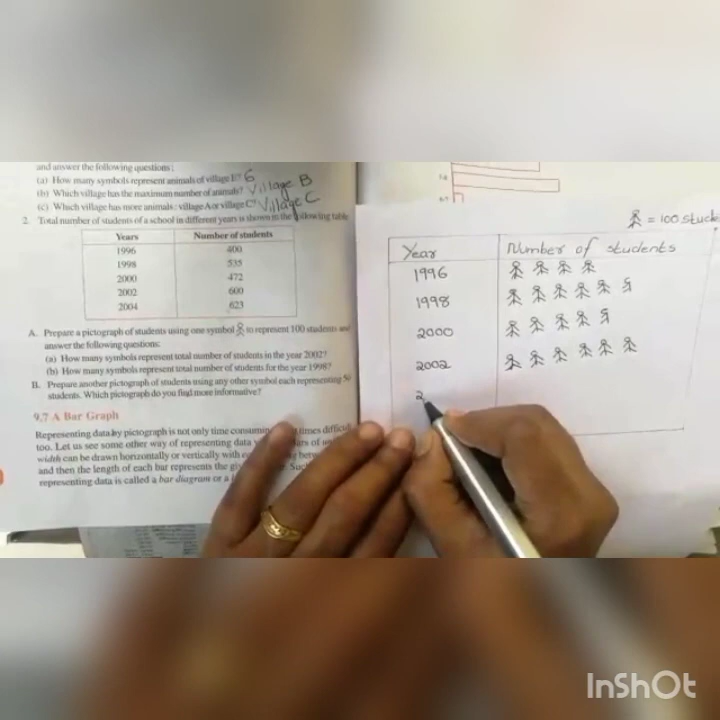 and answer the following questions:
(a) How many symbols represent animals of village E? 6
(b) Which village has the maximum number of animals? Village B
(c) Which village has more animals : village A or village C? Village C
2. Total number of students of a school in different years is shown in the following table
Years Number of students
1996 400
1998 535
2000 472
2002 600
2004 623
A. Prepare a pictograph of students using one symbol to represent 100 students and
answer the following questions:
(a) How many symbols represent total number of students in the year 2002?
(b) How many symbols represent total number of students for the year 1998?
B. Prepare another pictograph of students using any other symbol each representing 50
students. Which pictograph do you find more informative?
9.7 A Bar Graph
Representing data by pictograph is not only time consuming times difficult
too. Let us see some other way of representing data of
width can be drawn horizontally or vertically with
and then the length of each bar represents the
representing data is called a bar diagram or a
= 100 stude
Year Number of students
1996
1998
2000
2002
2
InShOt